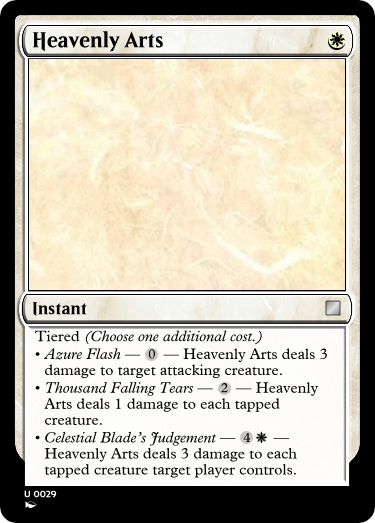 Heavenly Arts
Instant
Tiered (Choose one additional cost.)
• Azure Flash — 0 — Heavenly Arts deals 3
damage to target attacking creature.
• Thousand Falling Tears — 2 — Heavenly
Arts deals 1 damage to each tapped
creature.
• Celestial Blade's Judgement — 4 —
Heavenly Arts deals 3 damage to each
tapped creature target player controls.
U 0029